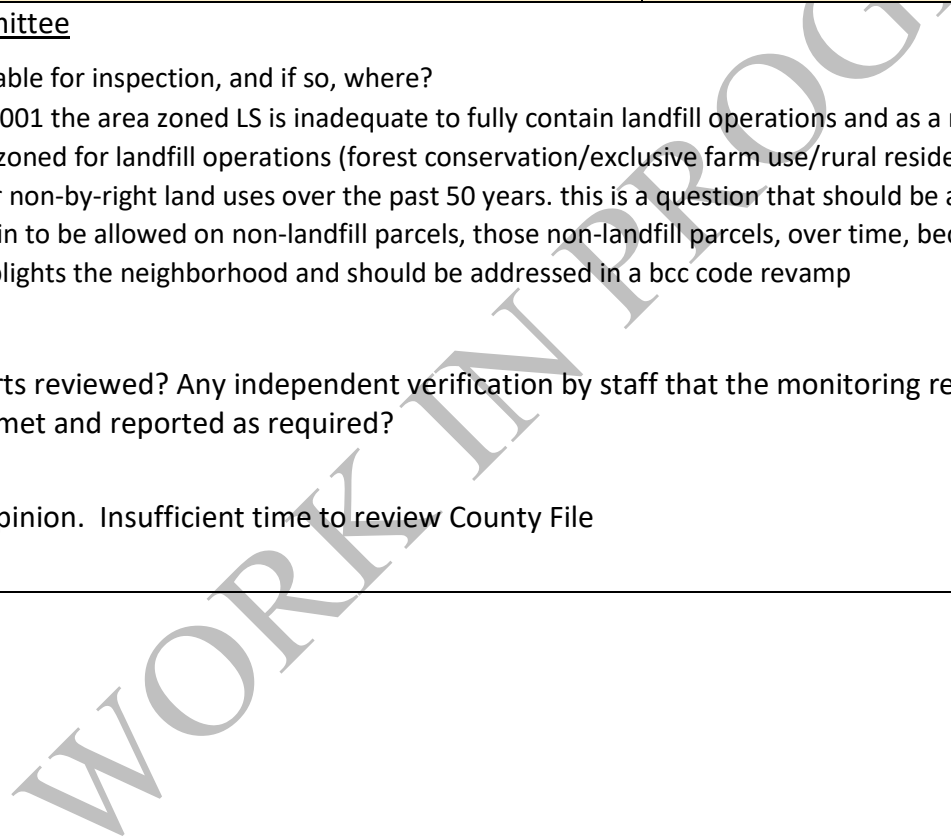 mittee
able for inspection, and if so, where?
001 the area zoned LS is inadequate to fully contain landfill operations and as a
zoned for landfill operations (forest conservation/exclusive farm use/rural reside
non-by-right land uses over the past 50 years. this is a question that should be a
in to be allowed on non-landfill parcels, those non-landfill parcels, over time, bec
lights the neighborhood and should be addressed in a bcc code revamp
rts reviewed? Any independent verification by staff that the monitoring re
met and reported as required?
pinion. Insufficient time to review County File
WORK IN PROG